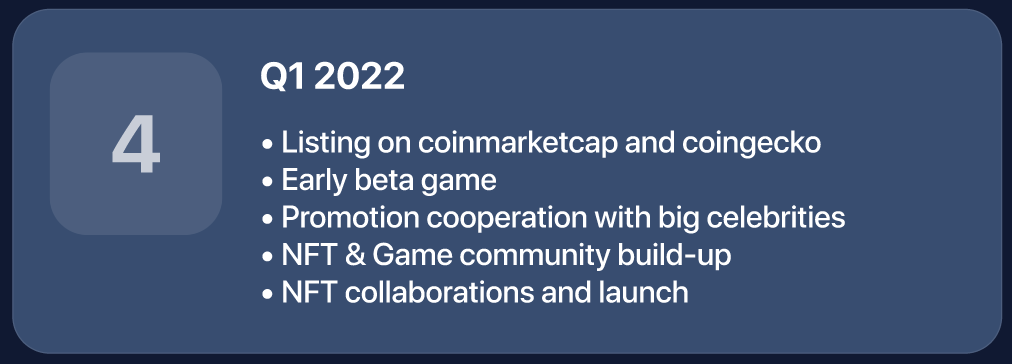 4
Q1 2022
• Listing on coinmarketcap and coingecko
• Early beta game
• Promotion cooperation with big celebrities
• NFT & Game community build-up
• NFT collaborations and launch